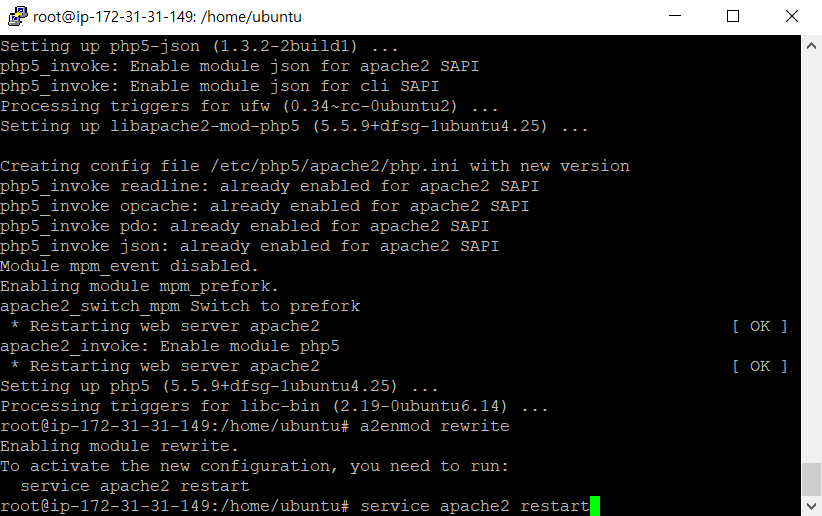 root@ip-172-31-31-149: /home/ubuntu
Setting up php5-json (1.3.2-2build1) ...
php5_invoke: Enable module json for apache2 SAPI
php5_invoke: Enable module json for cli SAPI
Processing triggers for ufw (0.34~rc-0ubuntu2) ...
Setting up libapache2-mod-php5 (5.5.9+dfsg-1ubuntu4.25) ...
Creating config file /etc/php5/apache2/php.ini with new version
php5_invoke readline: already enabled for apache2 SAPI
php5_invoke opcache: already enabled for apache2 SAPI
php5_invoke pdo: already enabled for apache2 SAPI
php5_invoke json: already enabled for apache2 SAPI
Module mpm_event disabled.
Enabling module mpm_prefork.
apache2_switch_mpm Switch to prefork
 * Restarting web server apache2 [ OK ]
apache2_invoke: Enable module php5
 * Restarting web server apache2 [ OK ]
Setting up php5 (5.5.9+dfsg-1ubuntu4.25) ...
Processing triggers for libc-bin (2.19-0ubuntu6.14) ...
root@ip-172-31-31-149:/home/ubuntu# a2enmod rewrite
Enabling module rewrite.
To activate the new configuration, you need to run:
  service apache2 restart
root@ip-172-31-31-149:/home/ubuntu# service apache2 restart